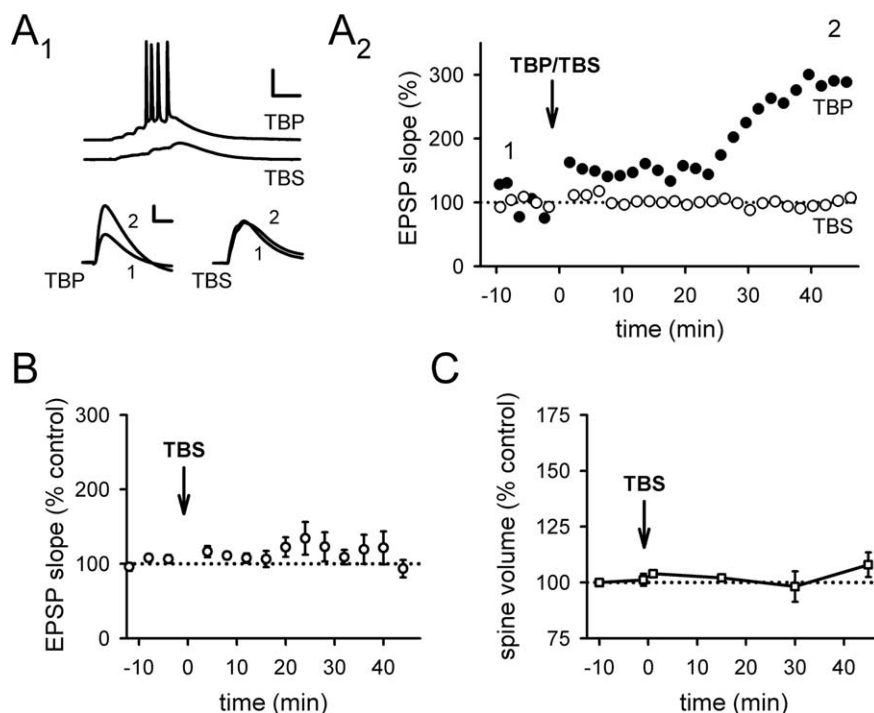 A1
TBP
TBS
2
1
TBP
2
1
TBS
A2
2
TBP/TBS
1
TBP
TBS
EPSP slope (%)
300
200
100
0
-10 0 10 20 30 40
time (min)
B
TBS
EPSP slope (% control)
300
200
100
0
-10 0 10 20 30 40
time (min)
C
TBS
spine volume (% control)
175
150
125
100
75
-10 0 10 20 30 40
time (min)